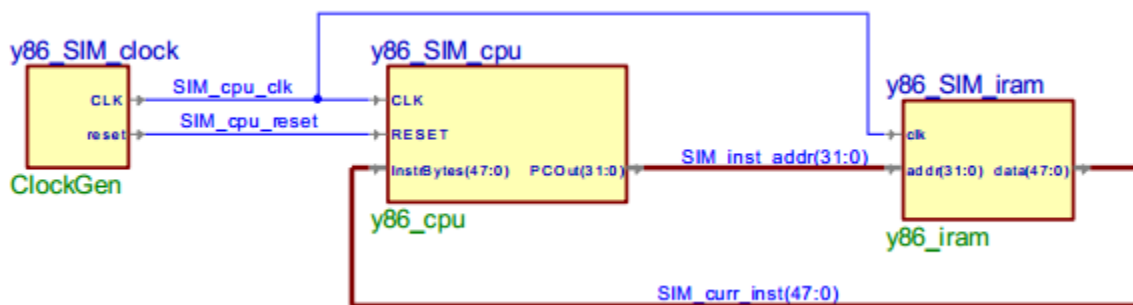 y86_SIM_clock
CLK
reset
ClockGen
SIM_cpu_clk
SIM_cpu_reset
y86_SIM_cpu
CLK
RESET
InstrBytes(47:0) PCOut(31:0)
y86_cpu
SIM_inst_addr(31:0)
y86_SIM_iram
clk
addr(31:0) data(47:0)
y86_iram
SIM_curr_inst(47:0)